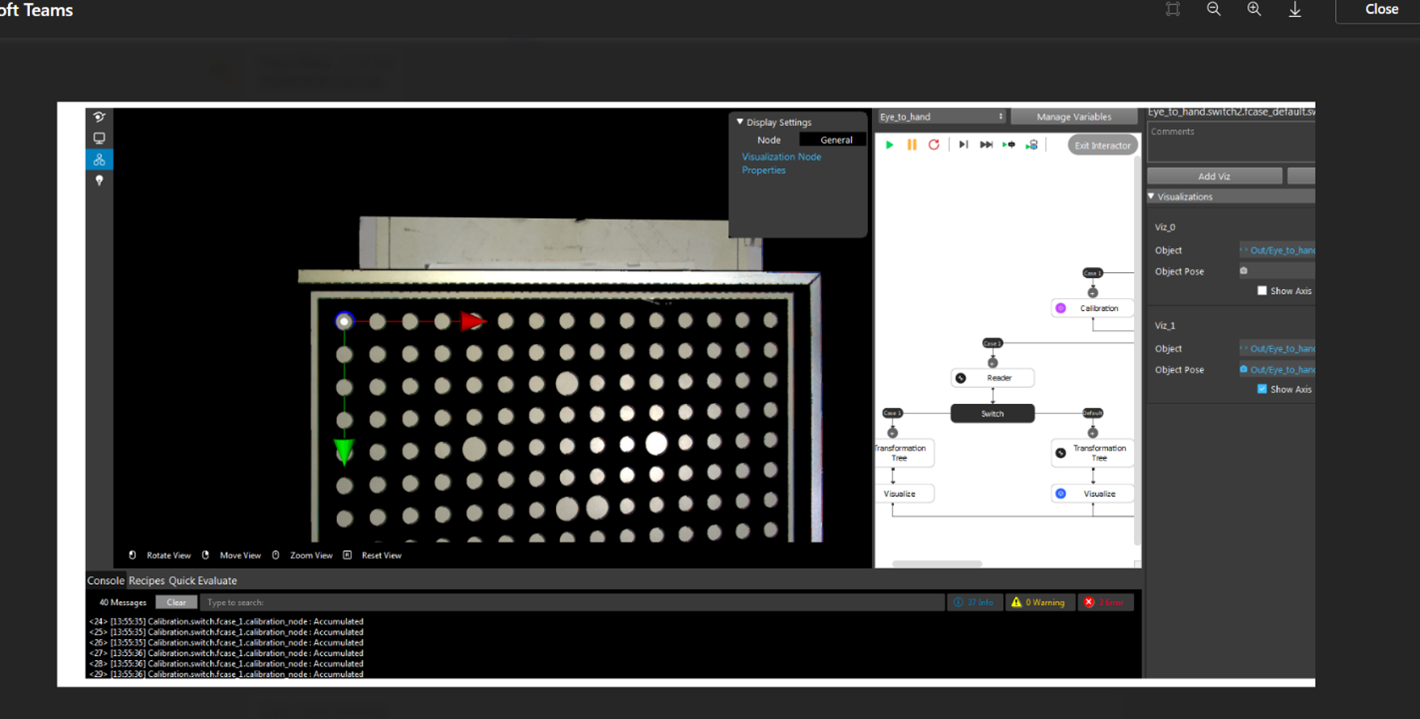 oft Teams
Close
Display Settings
Node General
Visualization Node
Properties
Rotate View Move View Zoom View Reset View
Eye_to_hand Manage Variables
Exit Interactor
Case 1
Calibration
Case 3
Reader
Switch
Case 1
Default
Transformation
Tree
Transformation
Tree
Visualize
Visualize
Eye_to_hand.switch2.fcase_default.sw
Comments
Add Viz
Visualizations
Viz_0
Object Out/Eye_to_han
Object Pose
Show Axis
Viz_1
Object Out/Eye_to_han
Object Pose Out/Eye_to_han
Show Axis
Console Recipes Quick Evaluate
40 Messages Clear Type to search: 37 Info 0 Warning 3 Error
<24> [13:55:35] Calibration.switch.fcase_1.calibration_node : Accumulated
<25> [13:55:35] Calibration.switch.fcase_1.calibration_node : Accumulated
<26> [13:55:35] Calibration.switch.fcase_1.calibration_node : Accumulated
<27> [13:55:36] Calibration.switch.fcase_1.calibration_node : Accumulated
<28> [13:55:36] Calibration.switch.fcase_1.calibration_node : Accumulated
<29> [13:55:36] Calibration.switch.fcase_1.calibration_node : Accumulated